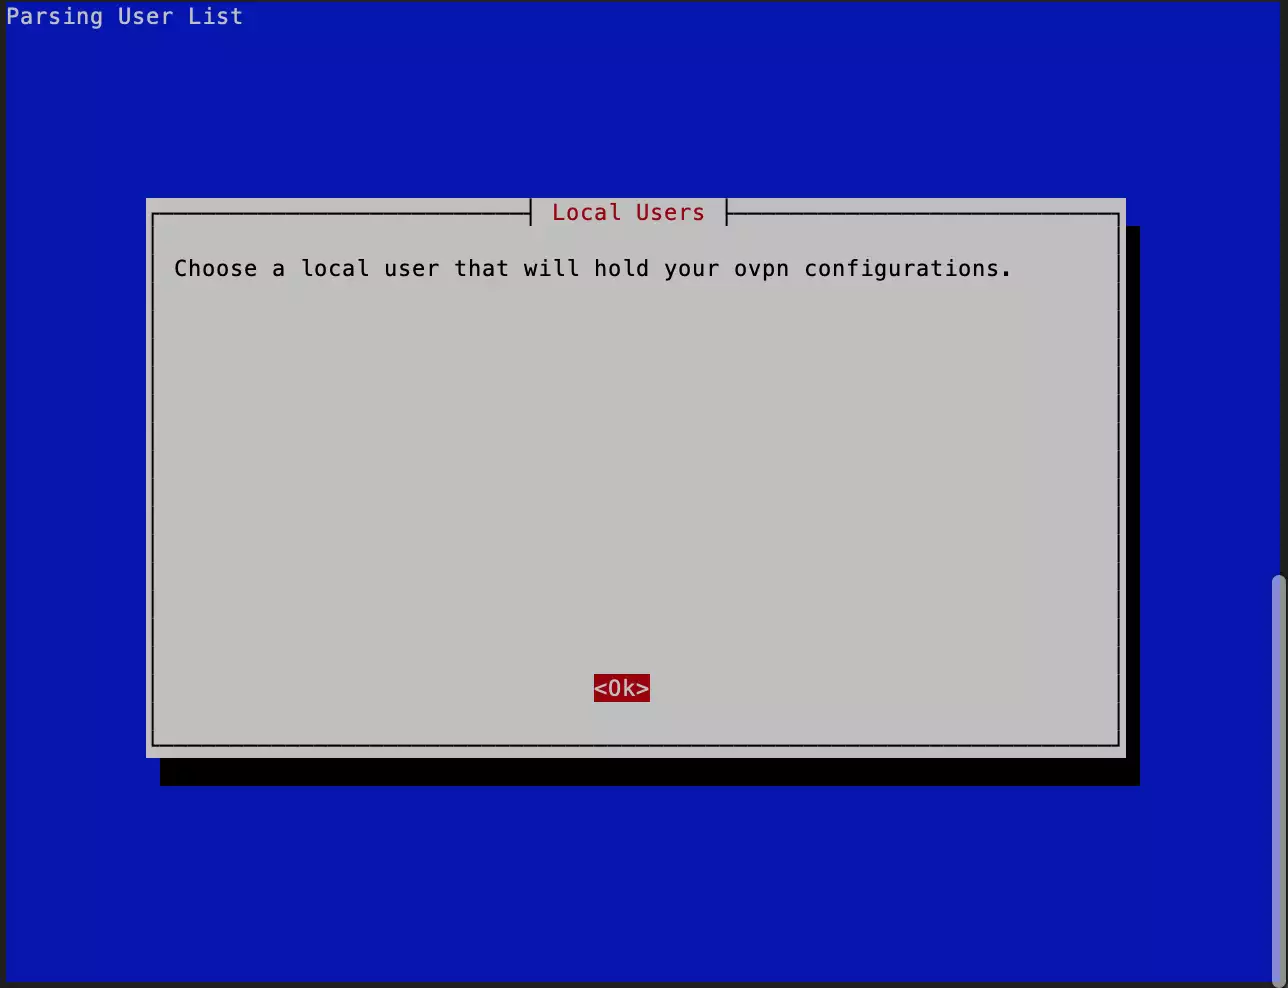 Parsing User List
Local Users
Choose a local user that will hold your ovpn configurations.
<Ok>